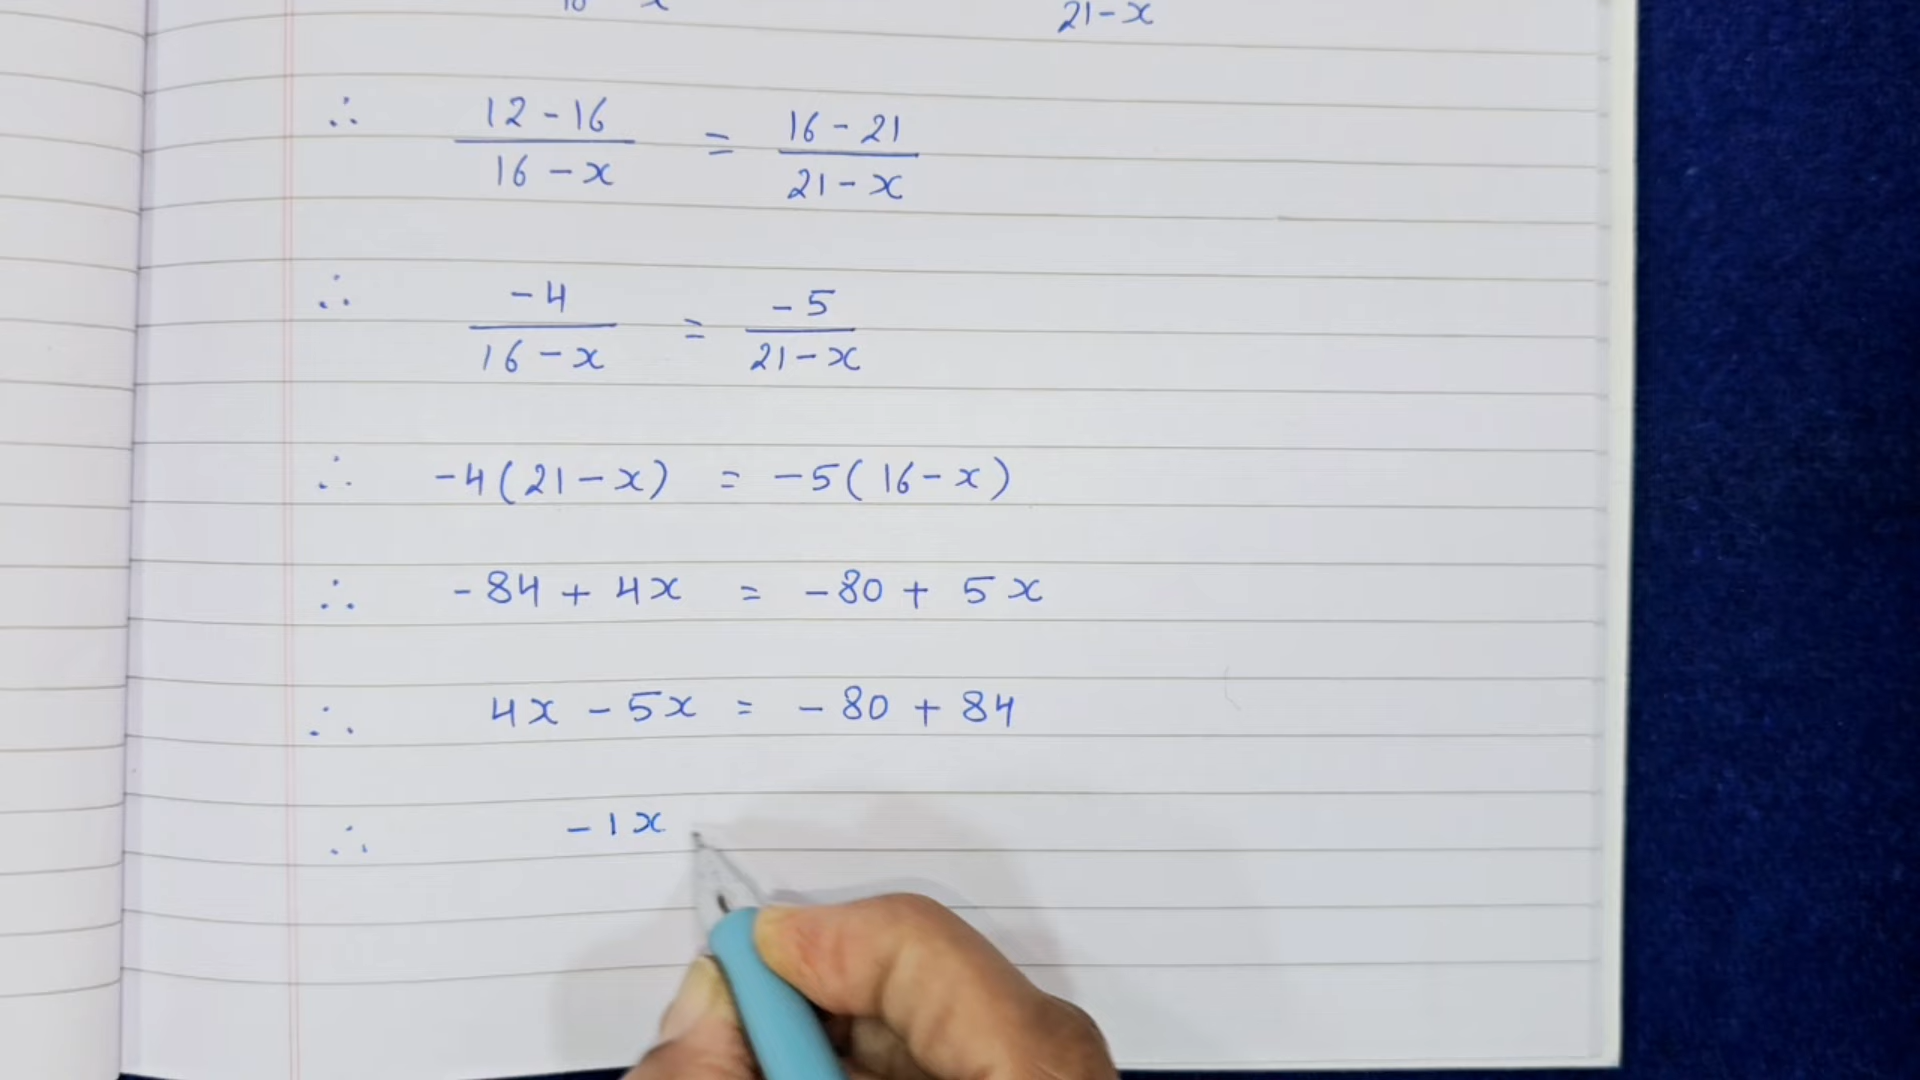 21-x
∴ 12-16/16-x = 16-21/21-x
∴ -4/16-x = -5/21-x
∴ -4(21-x) = -5(16-x)
∴ -84+4x = -80+5x
∴ 4x-5x = -80+84
∴ -1x